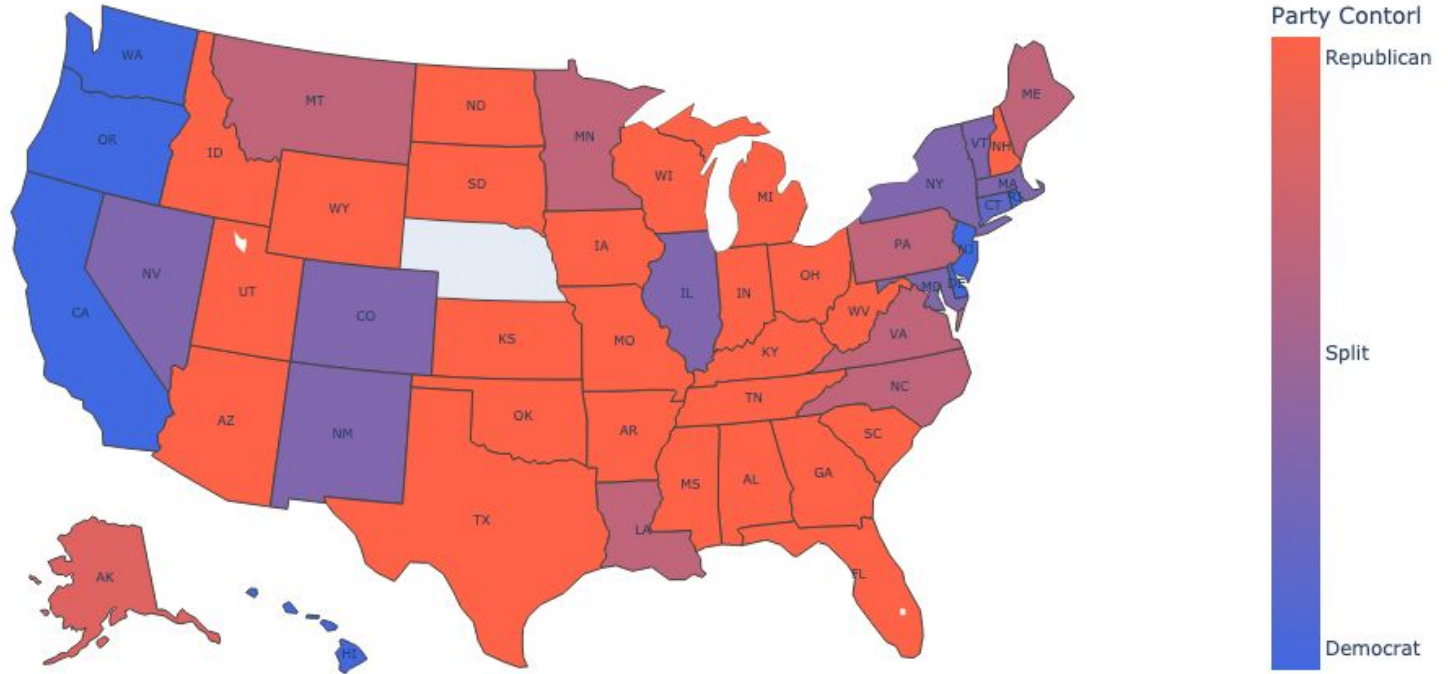 Party Contorl
Republican
Split
Democrat
WA
OR
CA
ID
NV
MT
WY
UT
AZ
CO
NM
ND
SD
KS
OK
TX
MN
IA
MO
AR
LA
WI
IL
MI
IN
OH
KY
TN
MS
AL
GA
FL
SC
NC
VA
WV
PA
NY
VT
NH
ME
MA
RI
CT
NJ
DE
MD
AK
HI